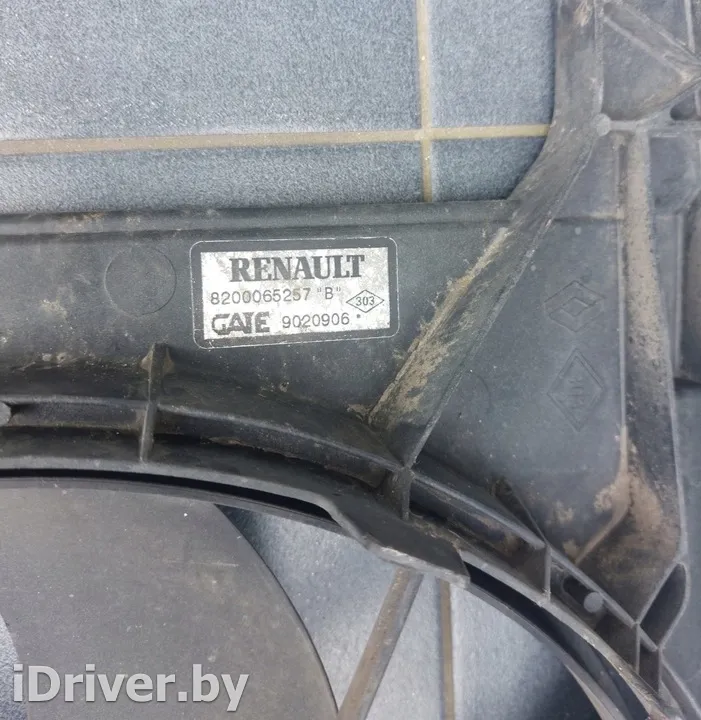 RENAULT
8200065257 "B" 303
GATE 9020906
iDriver.by